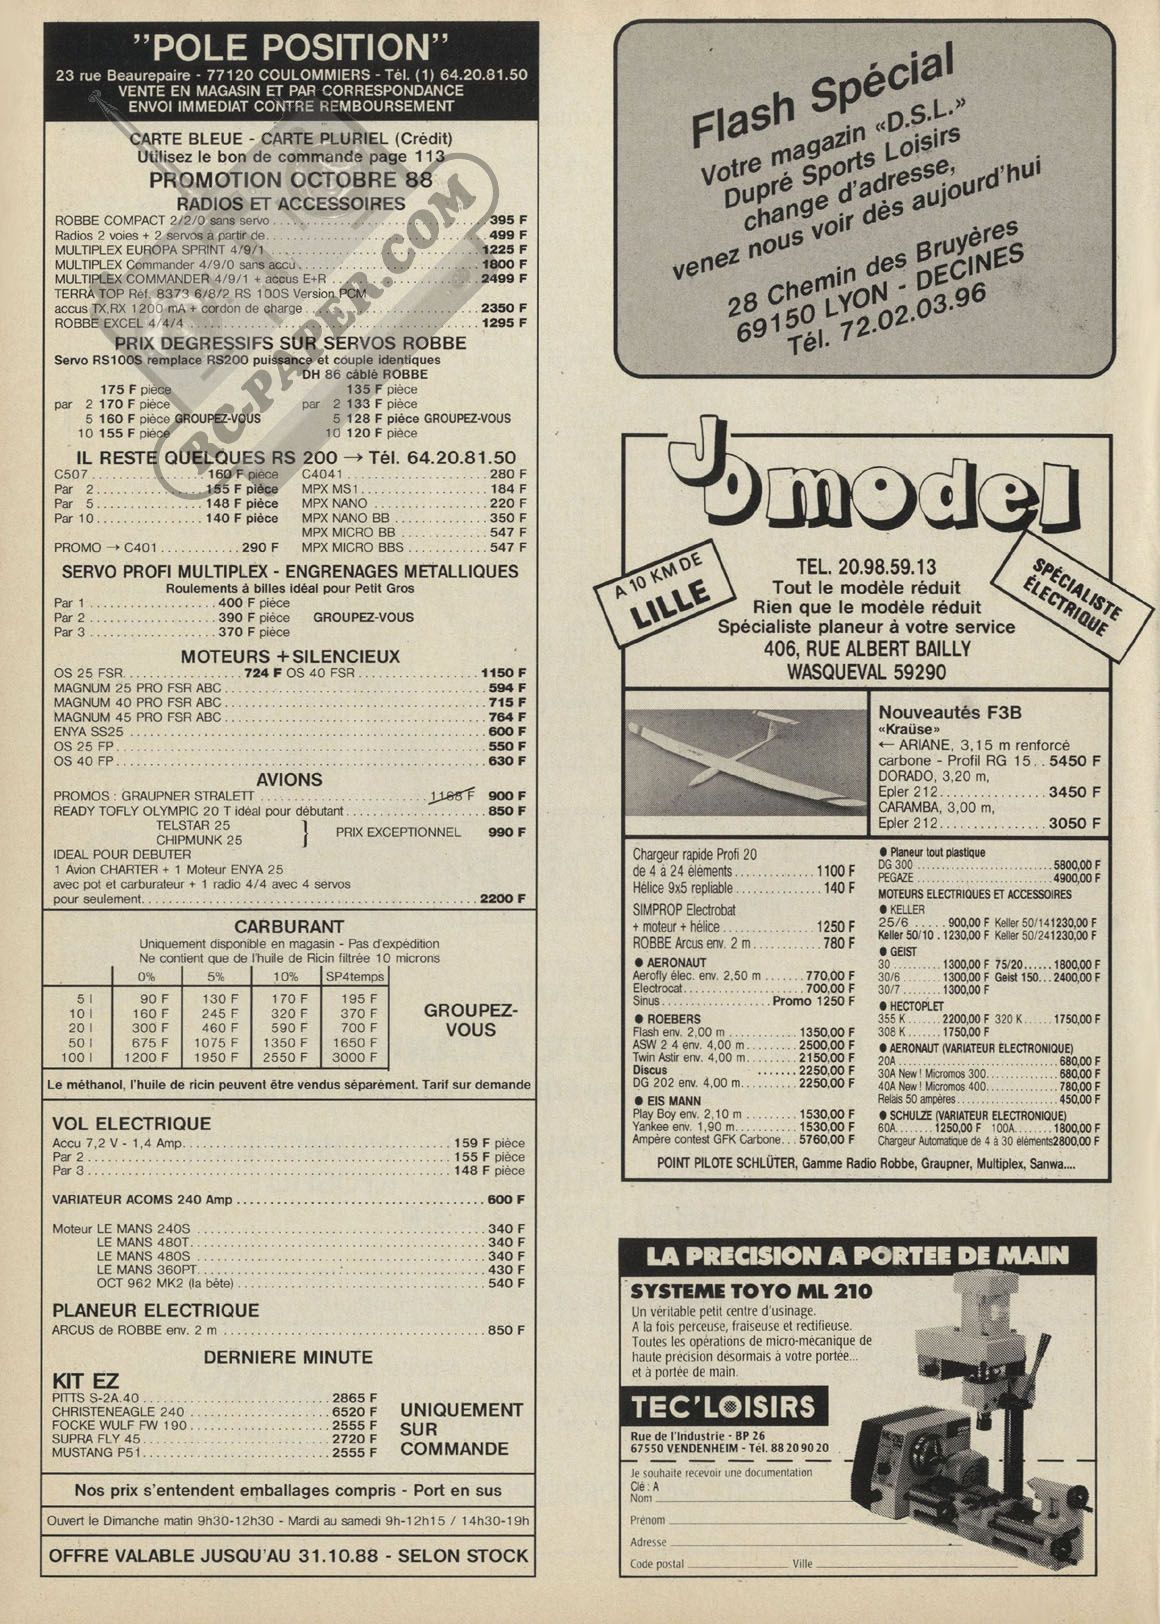 "POLE POSITION"
23 rue Beaurepaire - 77120 COULOMMIERS - Tél. (1) 64.20.81.50
VENTE EN MAGASIN ET PAR CORRESPONDANCE
ENVOI IMMEDIAT CONTRE REMBOURSEMENT
CARTE BLEUE - CARTE PLURIEL (Crédit)
Utilisez le bon de commande page 113
PROMOTION OCTOBRE 88
RADIOS ET ACCESSOIRES
ROBBE COMPACT 2/2/0 sans servo 395 F
Radios 2 voies + 2 servos à partir de 499 F
MULTIPLEX EUROPA SPRINT 4/9/1 1225 F
MULTIPLEX Commander 4/9/0 sans accu 1800 F
MULTIPLEX COMMANDER 4/9/1 + accus E+R 2499 F
TERRA TOP Réf. 8373 6/8/2 RS 100S Version PCM
accus TX,RX 1200 mA + cordon de charge 2350 F
ROBBE EXCEL 4/4/4 1295 F
PRIX DEGRESSIFS SUR SERVOS ROBBE
Servo RS100S remplace RS200 puissance et couple identiques
DH 86 câblé ROBBE
175 F pièce 135 F pièce
par 2 170 F pièce par 2 133 F pièce
5 160 F pièce GROUPEZ-VOUS 5 128 F pièce GROUPEZ-VOUS
10 155 F pièce 10 120 F pièce
IL RESTE QUELQUES RS 200 → Tél. 64.20.81.50
C507 160 F pièce C4041 280 F
Par 2 155 F pièce MPX MS1 184 F
Par 5 148 F pièce MPX NANO 220 F
Par 10 140 F pièce MPX NANO BB 350 F
MPX MICRO BB 547 F
PROMO → C401 290 F MPX MICRO BBS 547 F
SERVO PROFI MULTIPLEX - ENGRENAGES METALLIQUES
Roulements à billes idéal pour Petit Gros
Par 1 400 F pièce
Par 2 390 F pièce GROUPEZ-VOUS
Par 3 370 F pièce
MOTEURS + SILENCIEUX
OS 25 FSR 724 F OS 40 FSR 1150 F
MAGNUM 25 PRO FSR ABC 594 F
MAGNUM 40 PRO FSR ABC 715 F
MAGNUM 45 PRO FSR ABC 764 F
ENYA SS25 600 F
OS 25 FP 550 F
OS 40 FP 630 F
AVIONS
PROMOS : GRAUPNER STRALETT 1168 F 900 F
READY TOFLY OLYMPIC 20 T idéal pour débutant 850 F
TELSTAR 25
CHIPMUNK 25 } PRIX EXCEPTIONNEL 990 F
IDEAL POUR DEBUTER
1 Avion CHARTER + 1 Moteur ENYA 25
avec pot et carburateur + 1 radio 4/4 avec 4 servos
pour seulement 2200 F
CARBURANT
Uniquement disponible en magasin - Pas d'expédition
Ne contient que de l'huile de Ricin filtrée 10 microns
0% 5% 10% SP4temps
5 l 90 F 130 F 170 F 195 F
10 l 160 F 245 F 320 F 370 F
20 l 300 F 460 F 590 F 700 F
50 l 675 F 1075 F 1350 F 1650 F
100 l 1200 F 1950 F 2550 F 3000 F
GROUPEZ-
VOUS
Le méthanol, l'huile de ricin peuvent être vendus séparément. Tarif sur demande
VOL ELECTRIQUE
Accu 7,2 V - 1,4 Amp 159 F pièce
Par 2 155 F pièce
Par 3 148 F pièce
VARIATEUR ACOMS 240 Amp 600 F
Moteur LE MANS 240S 340 F
LE MANS 480T 340 F
LE MANS 480S 340 F
LE MANS 360PT 430 F
OCT 962 MK2 (la bête) 540 F
PLANEUR ELECTRIQUE
ARCUS de ROBBE env. 2 m 850 F
DERNIERE MINUTE
KIT EZ
PITTS S-2A.40 2865 F
CHRISTENEAGLE 240 6520 F
FOCKE WULF FW 190 2555 F
SUPRA FLY 45 2720 F
MUSTANG P51 2555 F
UNIQUEMENT
SUR
COMMANDE
Nos prix s'entendent emballages compris - Port en sus
Ouvert le Dimanche matin 9h30-12h30 - Mardi au samedi 9h-12h15 / 14h30-19h
OFFRE VALABLE JUSQU'AU 31.10.88 - SELON STOCK
RC-PAPER.COM
Flash Spécial
Votre magazin «D.S.L.»
Dupré Sports Loisirs
change d'adresse,
venez nous voir dès aujourd'hui
28 Chemin des Bruyères
69150 LYON - DECINES
Tél. 72.02.03.96
Jomodel
A 10 KM DE
LILLE
SPÉCIALISTE
ÉLECTRIQUE
TEL. 20.98.59.13
Tout le modèle réduit
Rien que le modèle réduit
Spécialiste planeur à votre service
406, RUE ALBERT BAILLY
WASQUEVAL 59290
Nouveautés F3B
«Kraüse»
← ARIANE, 3,15 m renforcé
carbone - Profil RG 15 5450 F
DORADO, 3,20 m,
Epler 212 3450 F
CARAMBA, 3,00 m,
Epler 212 3050 F
Chargeur rapide Profi 20
de 4 à 24 éléments 1100 F
Hélice 9x5 repliable 140 F
SIMPROP Electrobat
+ moteur + hélice 1250 F
ROBBE Arcus env. 2 m 780 F
● AERONAUT
Aerofly élec. env. 2,50 m 770,00 F
Electrocat 700,00 F
Sinus Promo 1250 F
● ROEBERS
Flash env. 2,00 m 1350,00 F
ASW 2 4 env. 4,00 m 2500,00 F
Twin Astir env. 4,00 m 2150,00 F
Discus 2250,00 F
DG 202 env. 4,00 m 2250,00 F
● EIS MANN
Play Boy env. 2,10 m 1530,00 F
Yankee env. 1,90 m 1530,00 F
Ampère contest GFK Carbone 5760,00 F
● Planeur tout plastique
DG 300 5800,00 F
PEGAZE 4900,00 F
MOTEURS ELECTRIQUES ET ACCESSOIRES
● KELLER
25/6 900,00 F Keller 50/14 1230,00 F
Keller 50/10 1230,00 F Keller 50/24 1230,00 F
● GEIST
30 1300,00 F 75/20 1800,00 F
30/6 1300,00 F Geist 150 2400,00 F
30/7 1300,00 F
● HECTOPLET
355 K 2200,00 F 320 K 1750,00 F
308 K 1750,00 F
● AERONAUT (VARIATEUR ÉLECTRONIQUE)
20A 680,00 F
30A New ! Micromos 300 680,00 F
40A New ! Micromos 400 780,00 F
Relais 50 ampères 450,00 F
● SCHULZE (VARIATEUR ELECTRONIQUE)
60A 1250,00 F 100A 1800,00 F
Chargeur Automatique de 4 à 30 éléments 2800,00 F
POINT PILOTE SCHLÜTER, Gamme Radio Robbe, Graupner, Multiplex, Sanwa....
LA PRECISION A PORTEE DE MAIN
SYSTEME TOYO ML 210
Un véritable petit centre d'usinage.
A la fois perceuse, fraiseuse et rectifieuse.
Toutes les opérations de micro-mécanique de
haute précision désormais à votre portée...
et à portée de main.
TEC'LOISIRS
Rue de l'Industrie - BP 26
67550 VENDENHEIM - Tél. 88 20 90 20
Je souhaite recevoir une documentation
Clé : A
Nom
Prénom
Adresse
Code postal Ville